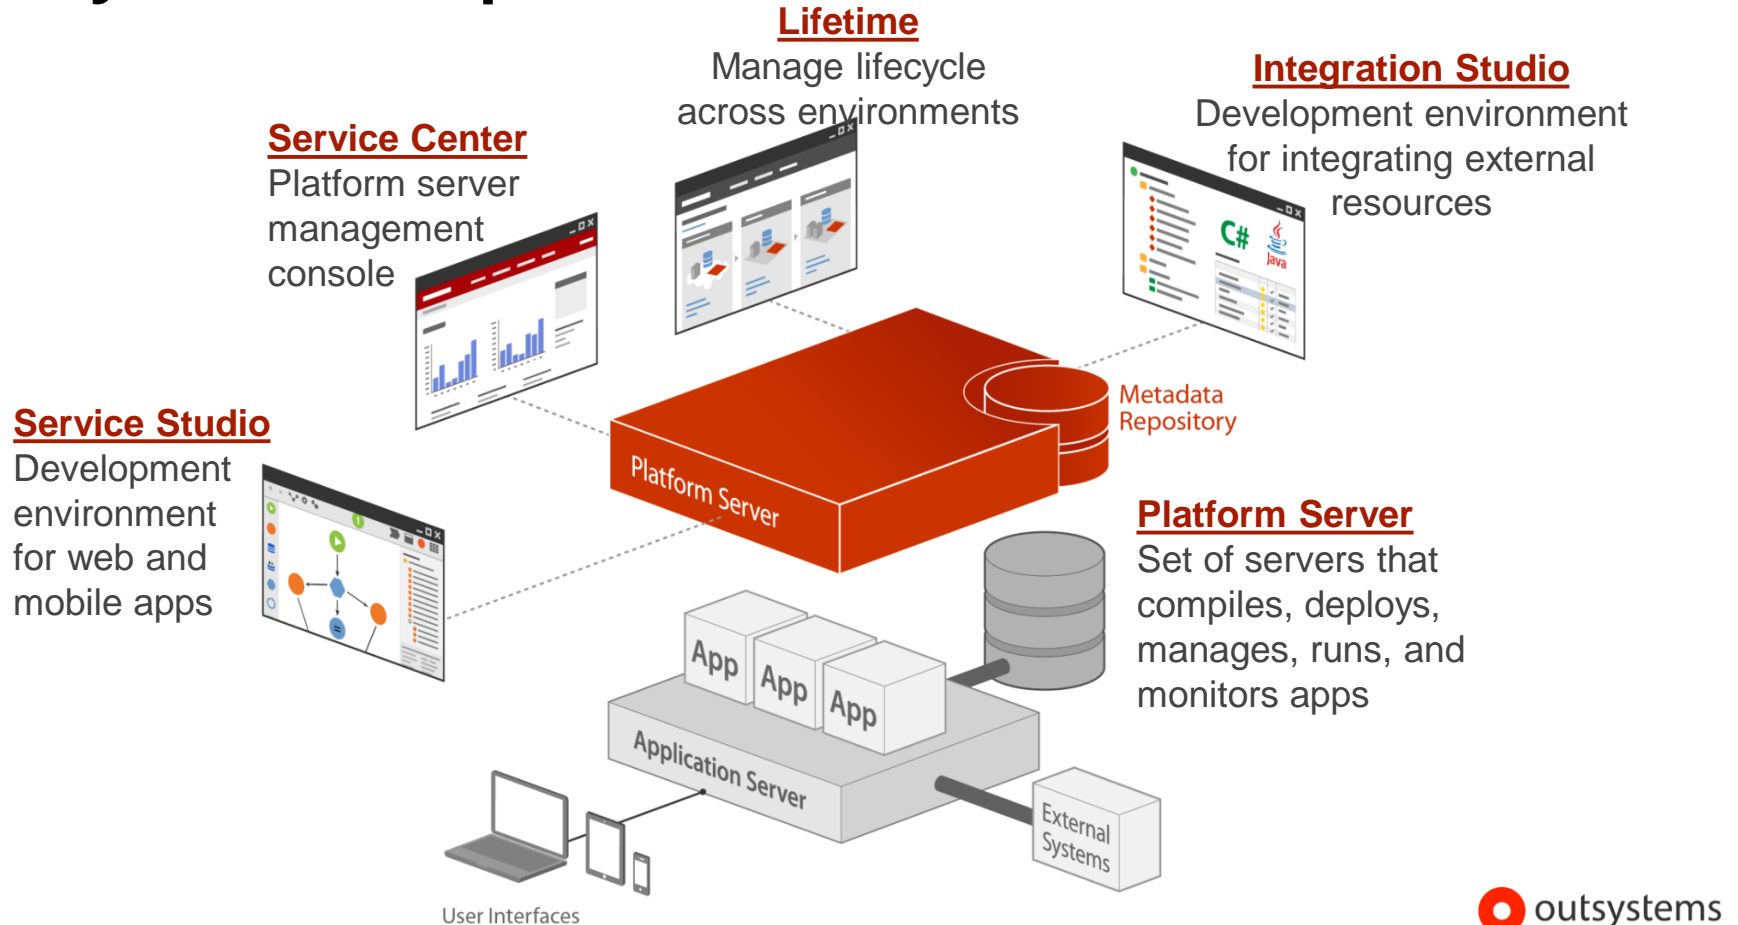 Lifetime
Manage lifecycle
across environments
Integration Studio
Development environment
for integrating external
resources
Service Center
Platform server
management
console
C#
Java
Metadata
Repository
Service Studio
Development
environment
for web and
mobile apps
1
Platform Server
Platform Server
Set of servers that
compiles, deploys,
manages, runs, and
monitors apps
App
App
App
Application Server
External
Systems
User Interfaces
outsystems